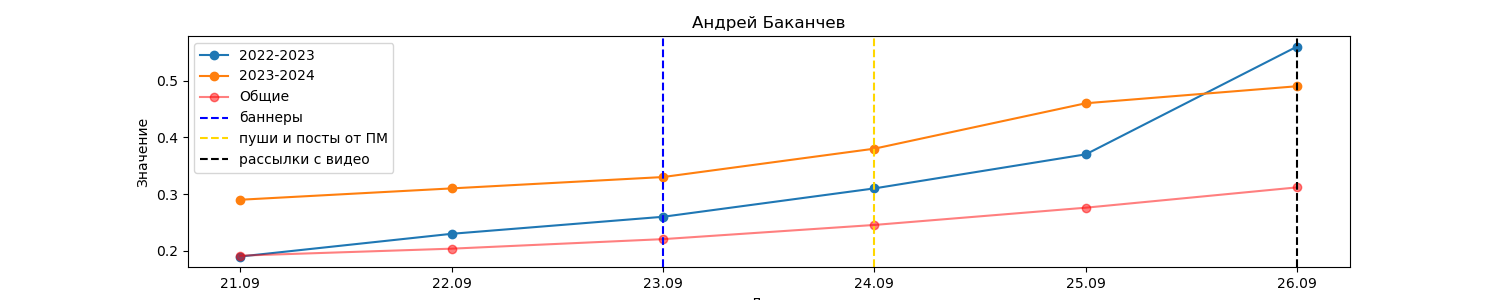 Андрей Баканчев
2022-2023
2023-2024
Общие
баннеры
пуши и посты от ПМ
рассылки с видео
Значение
0.5
0.4
0.3
0.2
21.09
22.09
23.09
24.09
25.09
26.09